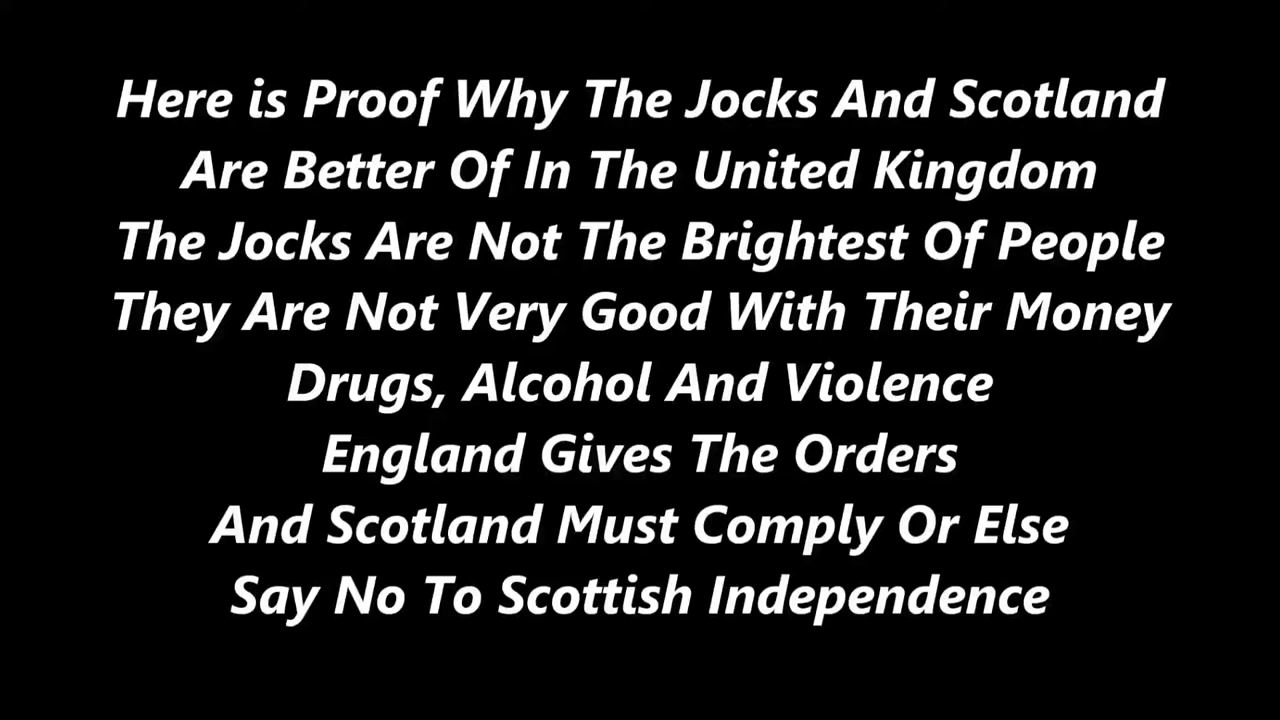 Here is Proof Why The Jocks And Scotland
Are Better Of In The United Kingdom
The Jocks Are Not The Brightest Of People
They Are Not Very Good With Their Money
Drugs, Alcohol And Violence
England Gives The Orders
And Scotland Must Comply Or Else
Say No To Scottish Independence